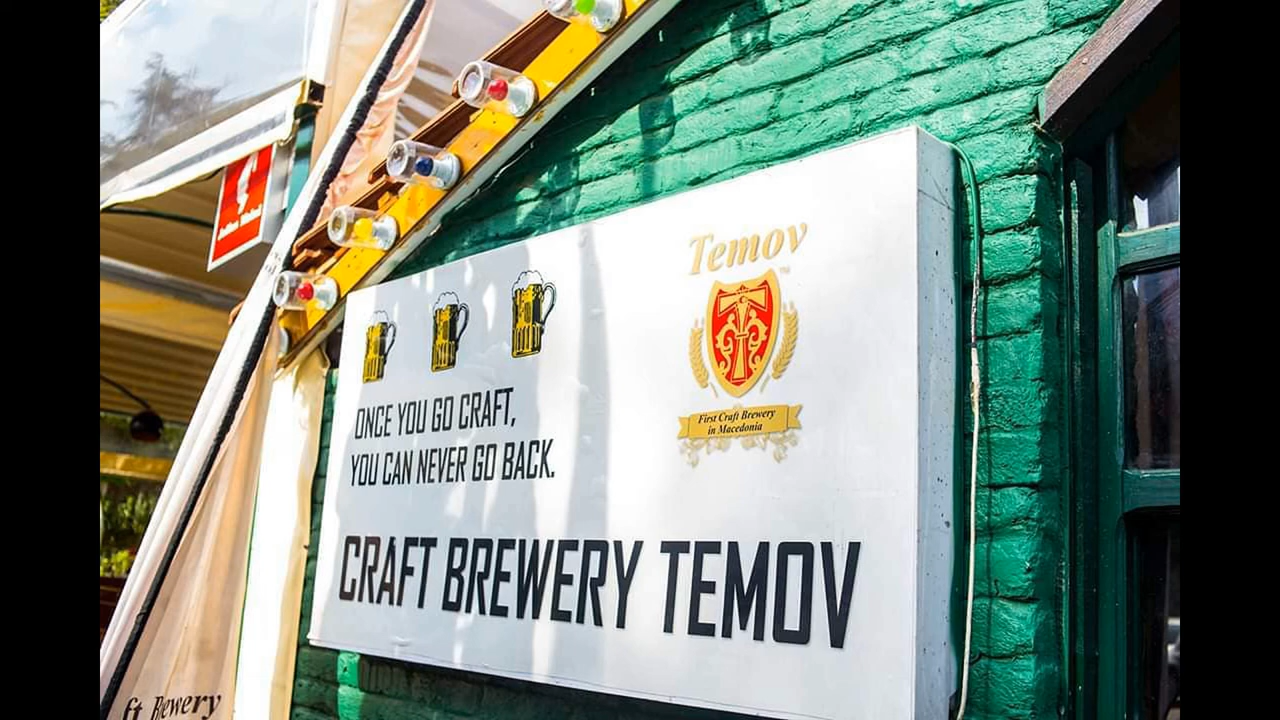 Temov
First Craft Brewery
in Macedonia
ONCE YOU GO CRAFT,
YOU CAN NEVER GO BACK.
CRAFT BREWERY TEMOV
ft Brewery